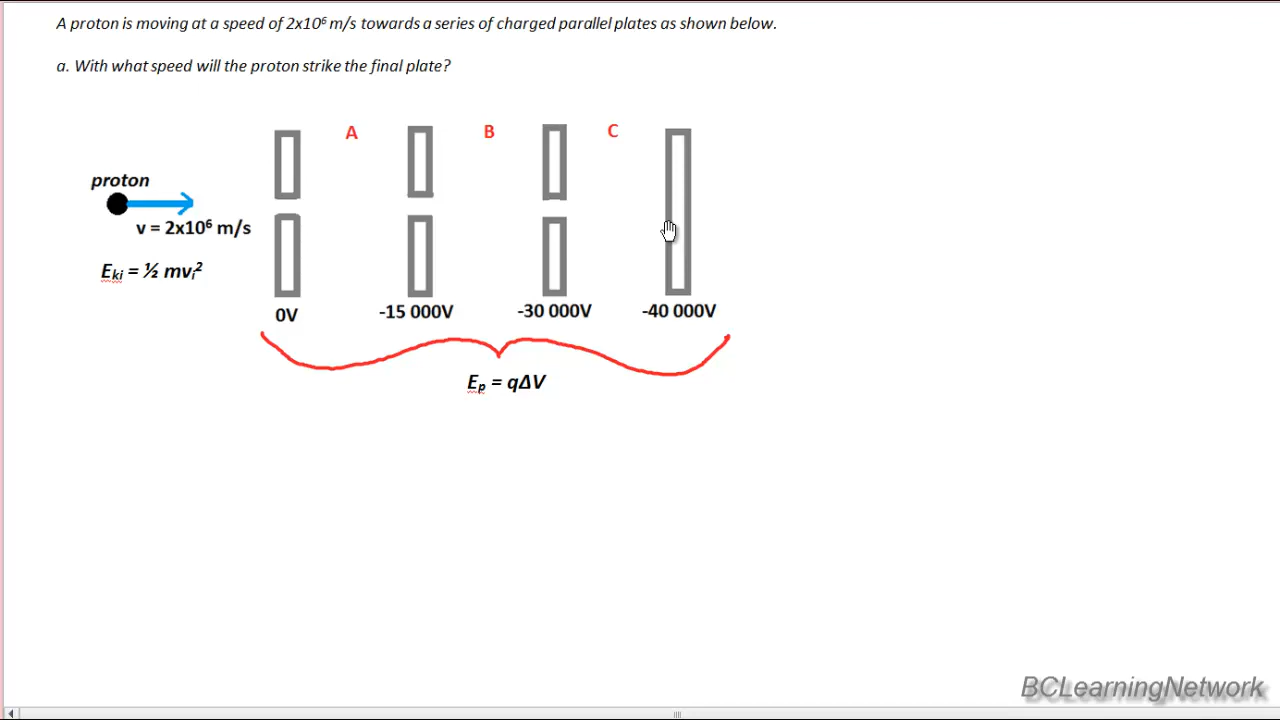 A proton is moving at a speed of 2x10⁶ m/s towards a series of charged parallel plates as shown below.
a. With what speed will the proton strike the final plate?
A B C
proton
v = 2x10⁶ m/s
Eₖᵢ = ½ mvᵢ²
0V -15 000V -30 000V -40 000V
Eₚ = qΔV
BCLearningNetwork